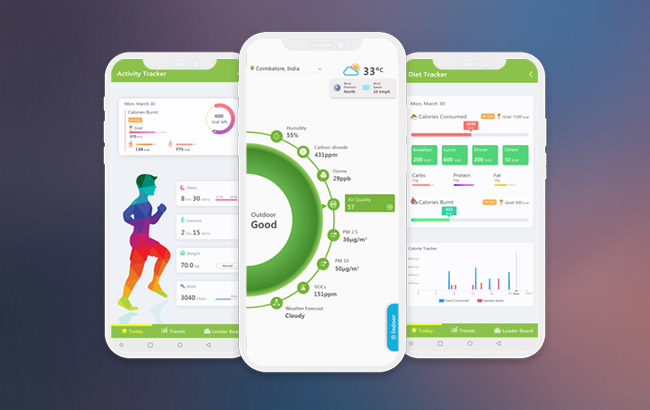 Activity Tracker
Mon, March 30
Calories Burnt
Goal
400
kcal left
138 kcal
775 kcal
Sleep
8 Hrs 30 mins
Exercise
2 Hrs 15 mins
Weight
70.0 kg
Walk
3040 steps
Today
Trends
Leader Board
Coimbatore, India
33°C
Wind
Direction
North
Wind
Speed
10 kmph
Humidity
55%
Carbon-dioxide
431ppm
Ozone
29ppb
Air Quality
57
Outdoor
Good
PM 2.5
36µg/m³
PM 10
50µg/m³
VOCs
151ppm
Weather Forecast
Cloudy
Indoor
Diet Tracker
Mon, March 30
Calories Consumed
Goal 1500 kcal
Breakfast
200 kcal
Lunch
600 kcal
Dinner
200 kcal
Others
50 kcal
Carbs
Protein
Fat
Calories Burnt
Goal 500 kcal
Calorie Tracker
Food Consumed
Calories Burnt
Today
Trends
Leader Board